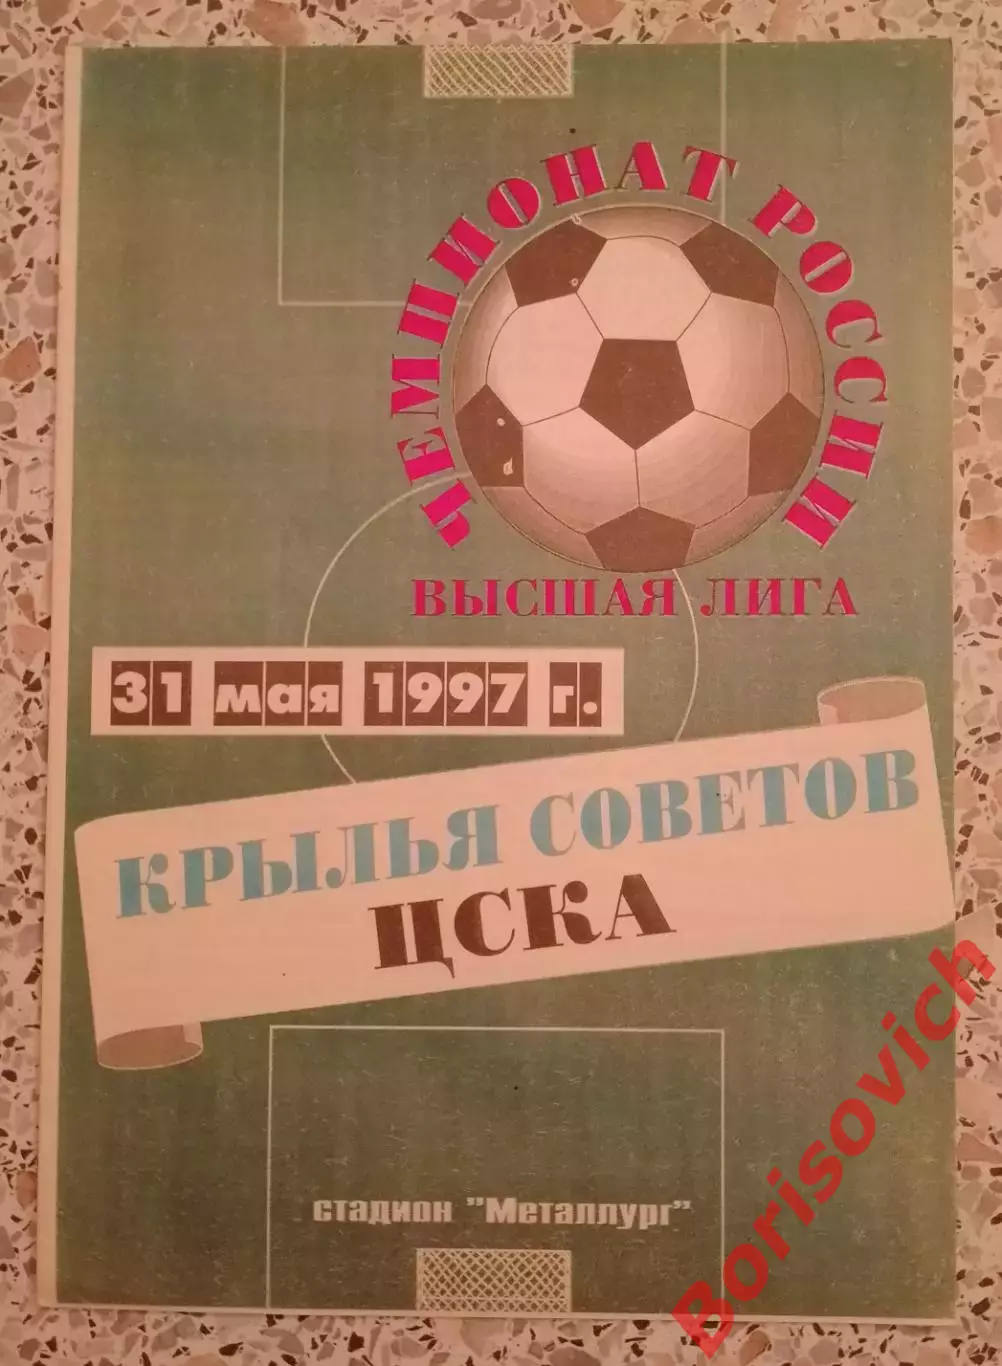 ЧЕМПИОНАТ РОССИИ
ВЫСШАЯ ЛИГА
31 мая 1997 г.
КРЫЛЬЯ СОВЕТОВ
ЦСКА
стадион "Металлург"
Borisovich